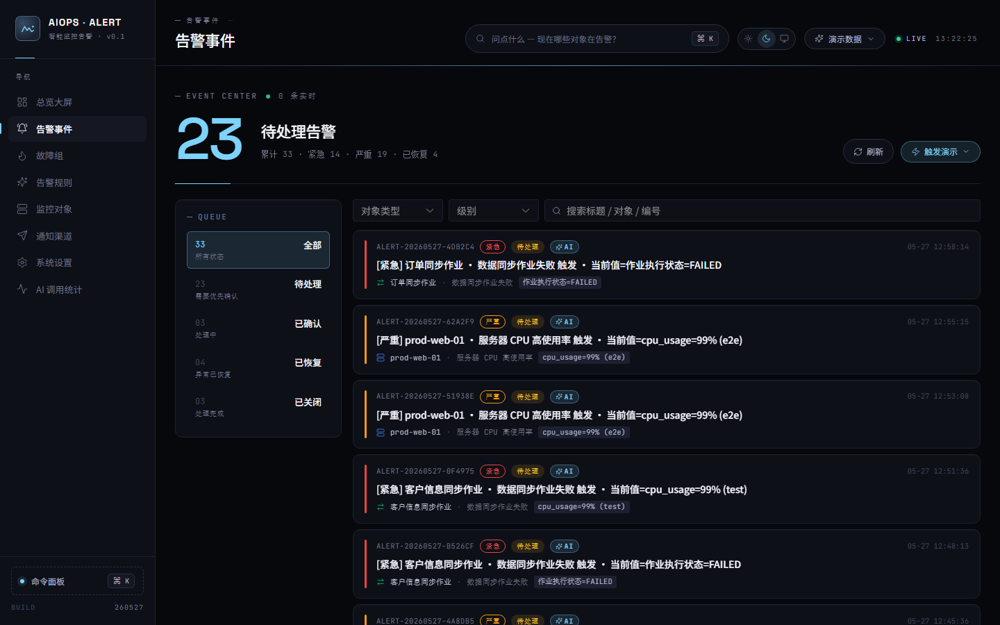 AIOPS · ALERT
智能监控告警 · v0.1
导航
总览大屏
告警事件
故障组
告警规则
监控对象
通知渠道
系统设置
AI 调用统计
命令面板 ⌘ K
BUILD 260527
— 告警事件 —
告警事件
问点什么 — 现在哪些对象在告警？ ⌘ K
演示数据
LIVE 13:22:25
— EVENT CENTER 0 条实时
23
待处理告警
累计 33 · 紧急 14 · 严重 19 · 已恢复 4
刷新
触发演示
— QUEUE
33 全部
所有状态
23 待处理
需要优先确认
03 已确认
处理中
04 已恢复
异常已恢复
03 已关闭
处理完成
对象类型 级别 搜索标题 / 对象 / 编号
ALERT-20260527-4DB2C4 紧急 待处理 AI 05-27 12:58:14
[紧急] 订单同步作业 · 数据同步作业失败 触发 · 当前值=作业执行状态=FAILED
订单同步作业 · 数据同步作业失败 作业执行状态=FAILED
ALERT-20260527-62A2F9 严重 待处理 AI 05-27 12:55:15
[严重] prod-web-01 · 服务器 CPU 高使用率 触发 · 当前值=cpu_usage=99% (e2e)
prod-web-01 · 服务器 CPU 高使用率 cpu_usage=99% (e2e)
ALERT-20260527-51938E 严重 待处理 AI 05-27 12:53:08
[严重] prod-web-01 · 服务器 CPU 高使用率 触发 · 当前值=cpu_usage=99% (e2e)
prod-web-01 · 服务器 CPU 高使用率 cpu_usage=99% (e2e)
ALERT-20260527-0F4975 紧急 待处理 AI 05-27 12:51:36
[紧急] 客户信息同步作业 · 数据同步作业失败 触发 · 当前值=cpu_usage=99% (test)
客户信息同步作业 · 数据同步作业失败 cpu_usage=99% (test)
ALERT-20260527-B526CF 紧急 待处理 AI 05-27 12:48:13
[紧急] 客户信息同步作业 · 数据同步作业失败 触发 · 当前值=作业执行状态=FAILED
客户信息同步作业 · 数据同步作业失败 作业执行状态=FAILED
ALERT-20260527-4A8DB5 严重 待处理 AI 05-27 12:45:36